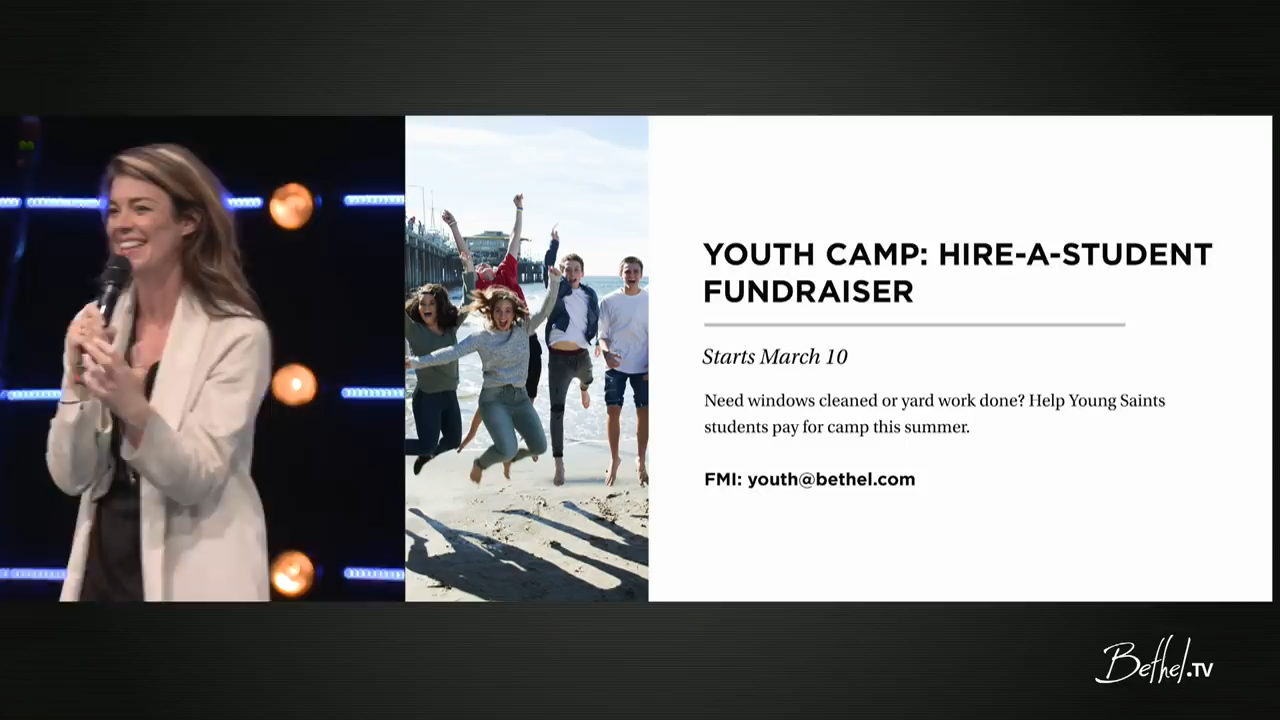 YOUTH CAMP: HIRE-A-STUDENT
FUNDRAISER
Starts March 10
Need windows cleaned or yard work done? Help Young Saints
students pay for camp this summer.
FMI: youth@bethel.com
Bethel.TV